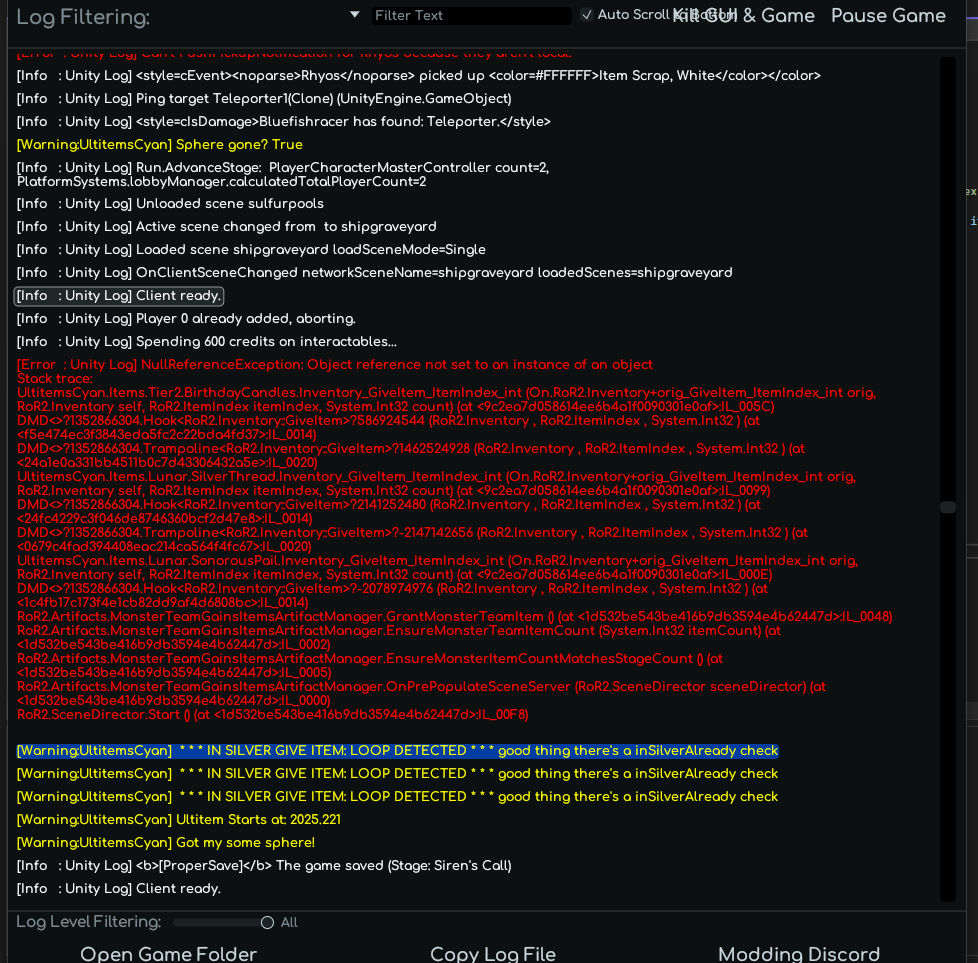 Log Filtering:
Filter Text
Auto Scroll to Bottom
Kill GUI & Game
Pause Game
[Error : Unity Log] Can't PushPickupNotification for Rhyos because they aren't local.
[Info : Unity Log] <style=cEvent><noparse>Rhyos</noparse> picked up <color=#FFFFFF>Item Scrap, White</color></color>
[Info : Unity Log] Ping target Teleporter1(Clone) (UnityEngine.GameObject)
[Info : Unity Log] <style=cIsDamage>Bluefishracer has found: Teleporter.</style>
[Warning:UltitemsCyan] Sphere gone? True
[Info : Unity Log] Run.AdvanceStage: PlayerCharacterMasterController count=2,
PlatformSystems.lobbyManager.calculatedTotalPlayerCount=2
[Info : Unity Log] Unloaded scene sulfurpools
[Info : Unity Log] Active scene changed from to shipgraveyard
[Info : Unity Log] Loaded scene shipgraveyard loadSceneMode=Single
[Info : Unity Log] OnClientSceneChanged networkSceneName=shipgraveyard loadedScenes=shipgraveyard
[Info : Unity Log] Client ready.
[Info : Unity Log] Player 0 already added, aborting.
[Info : Unity Log] Spending 600 credits on interactables...
[Error : Unity Log] NullReferenceException: Object reference not set to an instance of an object
Stack trace:
UltitemsCyan.Items.Tier2.BirthdayCandles.Inventory_GiveItem_ItemIndex_int (On.RoR2.Inventory+orig_GiveItem_ItemIndex_int orig,
RoR2.Inventory self, RoR2.ItemIndex itemIndex, System.Int32 count) (at <9c2ea7d058614ee6b4a1f0090301e0af>:IL_005C)
DMD<>?1352866304.Hook<RoR2.Inventory::GiveItem>?586924544 (RoR2.Inventory , RoR2.ItemIndex , System.Int32 ) (at
<f5e474ec3f3843eda5fc2c22bda4fd37>:IL_0014)
DMD<>?1352866304.Trampoline<RoR2.Inventory::GiveItem>?1462524928 (RoR2.Inventory , RoR2.ItemIndex , System.Int32 ) (at
<24a1e0a331bb4511b0c7d43306432a5e>:IL_0020)
UltitemsCyan.Items.Lunar.SilverThread.Inventory_GiveItem_ItemIndex_int (On.RoR2.Inventory+orig_GiveItem_ItemIndex_int orig,
RoR2.Inventory self, RoR2.ItemIndex itemIndex, System.Int32 count) (at <9c2ea7d058614ee6b4a1f0090301e0af>:IL_0099)
DMD<>?1352866304.Hook<RoR2.Inventory::GiveItem>?2141252480 (RoR2.Inventory , RoR2.ItemIndex , System.Int32 ) (at
<24fc4229c3f046de8746360bcf2d47e8>:IL_0014)
DMD<>?1352866304.Trampoline<RoR2.Inventory::GiveItem>?-2147142656 (RoR2.Inventory , RoR2.ItemIndex , System.Int32 ) (at
<0679c4fad394408eac214ca564f4fc67>:IL_0020)
UltitemsCyan.Items.Lunar.SonorousPail.Inventory_GiveItem_ItemIndex_int (On.RoR2.Inventory+orig_GiveItem_ItemIndex_int orig,
RoR2.Inventory self, RoR2.ItemIndex itemIndex, System.Int32 count) (at <9c2ea7d058614ee6b4a1f0090301e0af>:IL_000E)
DMD<>?1352866304.Hook<RoR2.Inventory::GiveItem>?-2078974976 (RoR2.Inventory , RoR2.ItemIndex , System.Int32 ) (at
<1c4fb17c173f4e1cb82dd9af4d6808bc>:IL_0014)
RoR2.Artifacts.MonsterTeamGainsItemsArtifactManager.GrantMonsterTeamItem () (at <1d532be543be416b9db3594e4b62447d>:IL_0048)
RoR2.Artifacts.MonsterTeamGainsItemsArtifactManager.EnsureMonsterTeamItemCount (System.Int32 itemCount) (at
<1d532be543be416b9db3594e4b62447d>:IL_0002)
RoR2.Artifacts.MonsterTeamGainsItemsArtifactManager.EnsureMonsterItemCountMatchesStageCount () (at
<1d532be543be416b9db3594e4b62447d>:IL_0005)
RoR2.Artifacts.MonsterTeamGainsItemsArtifactManager.OnPrePopulateSceneServer (RoR2.SceneDirector sceneDirector) (at
<1d532be543be416b9db3594e4b62447d>:IL_0000)
RoR2.SceneDirector.Start () (at <1d532be543be416b9db3594e4b62447d>:IL_00F8)
[Warning:UltitemsCyan] * * * IN SILVER GIVE ITEM: LOOP DETECTED * * * good thing there's a inSilverAlready check
[Warning:UltitemsCyan] * * * IN SILVER GIVE ITEM: LOOP DETECTED * * * good thing there's a inSilverAlready check
[Warning:UltitemsCyan] * * * IN SILVER GIVE ITEM: LOOP DETECTED * * * good thing there's a inSilverAlready check
[Warning:UltitemsCyan] Ultitem Starts at: 2025.221
[Warning:UltitemsCyan] Got my some sphere!
[Info : Unity Log] <b>[ProperSave]</b> The game saved (Stage: Siren's Call)
[Info : Unity Log] Client ready.
Log Level Filtering:
All
Open Game Folder
Copy Log File
Modding Discord